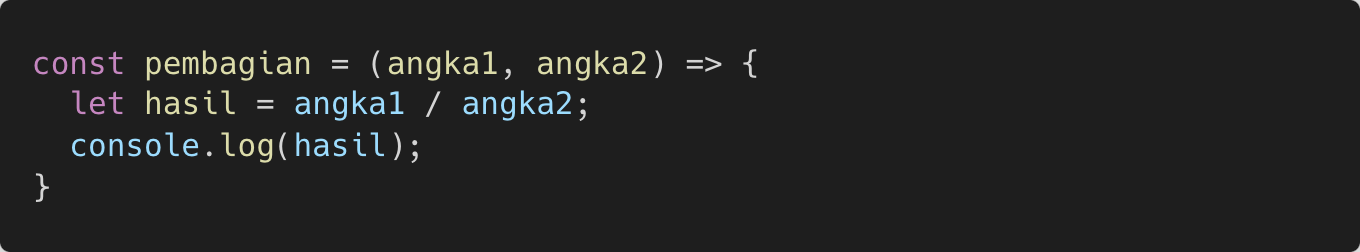 const pembagian = (angka1, angka2) => {
  let hasil = angka1 / angka2;
  console.log(hasil);
}